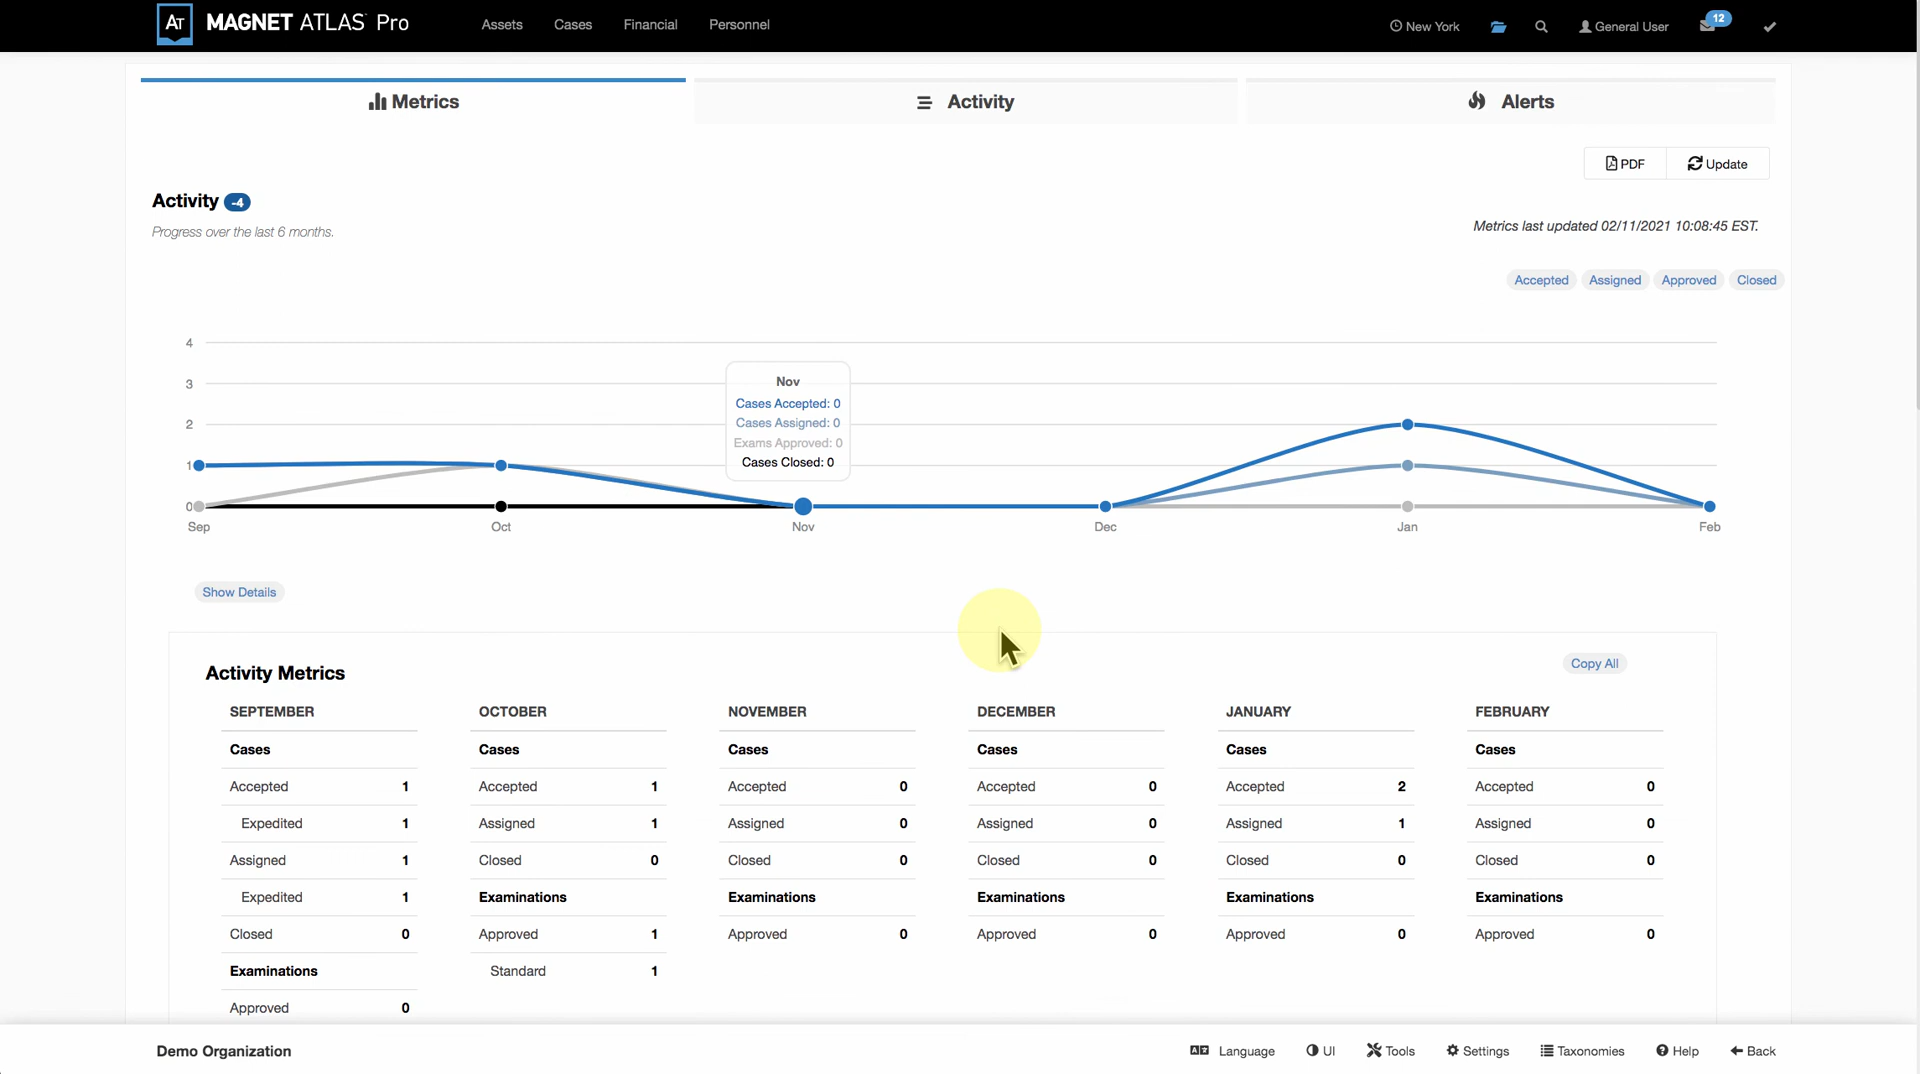 AT MAGNET ATLAS Pro Assets Cases Financial Personnel New York General User 12
Metrics Activity Alerts
PDF Update
Activity -4
Progress over the last 6 months.
Metrics last updated 02/11/2021 10:08:45 EST.
Accepted Assigned Approved Closed
4
3
2
1
0
Nov
Cases Accepted: 0
Cases Assigned: 0
Exams Approved: 0
Cases Closed: 0
Sep Oct Nov Dec Jan Feb
Show Details
Activity Metrics
Copy All
SEPTEMBER OCTOBER NOVEMBER DECEMBER JANUARY FEBRUARY
Cases Cases Cases Cases Cases Cases
Accepted 1 Accepted 1 Accepted 0 Accepted 0 Accepted 2 Accepted 0
Expedited 1 Assigned 1 Assigned 0 Assigned 0 Assigned 1 Assigned 0
Assigned 1 Closed 0 Closed 0 Closed 0 Closed 0 Closed 0
Expedited 1 Examinations Examinations Examinations Examinations Examinations
Closed 0 Approved 1 Approved 0 Approved 0 Approved 0 Approved 0
Examinations Standard 1
Approved 0
Demo Organization Language UI Tools Settings Taxonomies Help Back